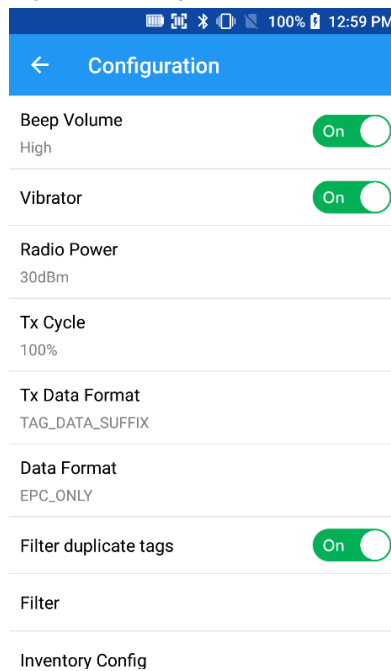 100% 12:59 PM
Configuration
Beep Volume
High
On
Vibrator
On
Radio Power
30dBm
Tx Cycle
100%
Tx Data Format
TAG_DATA_SUFFIX
Data Format
EPC_ONLY
Filter duplicate tags
On
Filter
Inventory Config